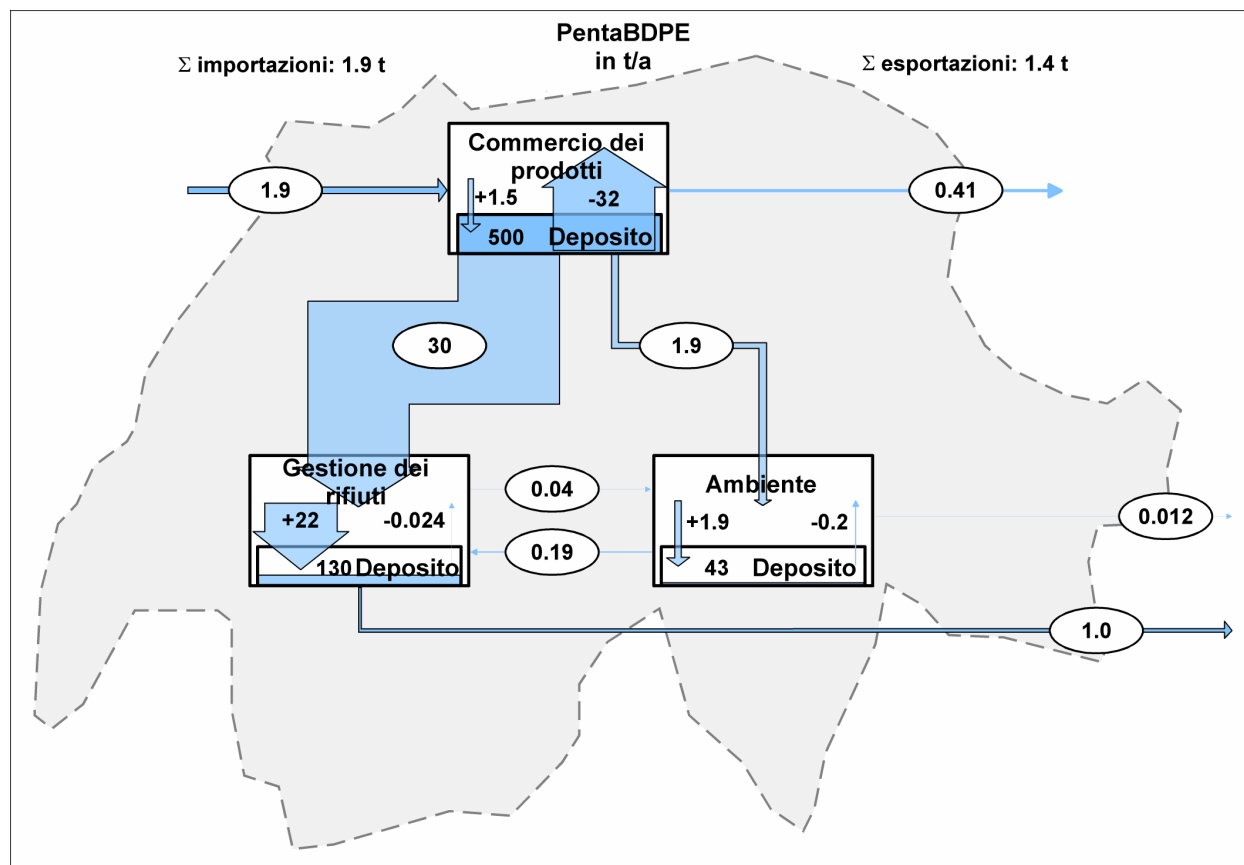 PentaBDPE
in t/a
Σ importazioni: 1.9 t
Σ esportazioni: 1.4 t
Commercio dei
prodotti
1.9
+1.5
-32
0.41
500 Deposito
30
1.9
Gestione dei
rifiuti
Ambiente
0.04
+22
-0.024
+1.9
-0.2
0.012
0.19
130 Deposito
43 Deposito
1.0